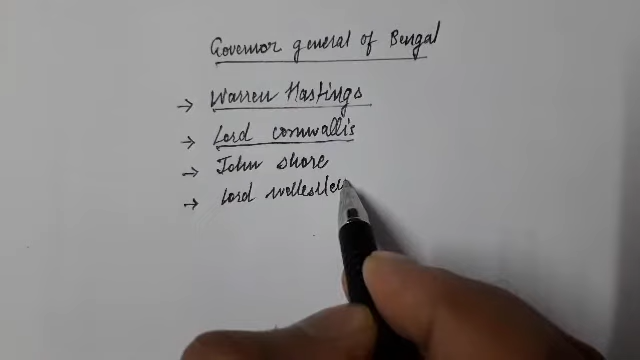 Governor general of Bengal
→ Warren Hastings
→ Lord cornwallis
→ John shore
→ Lord